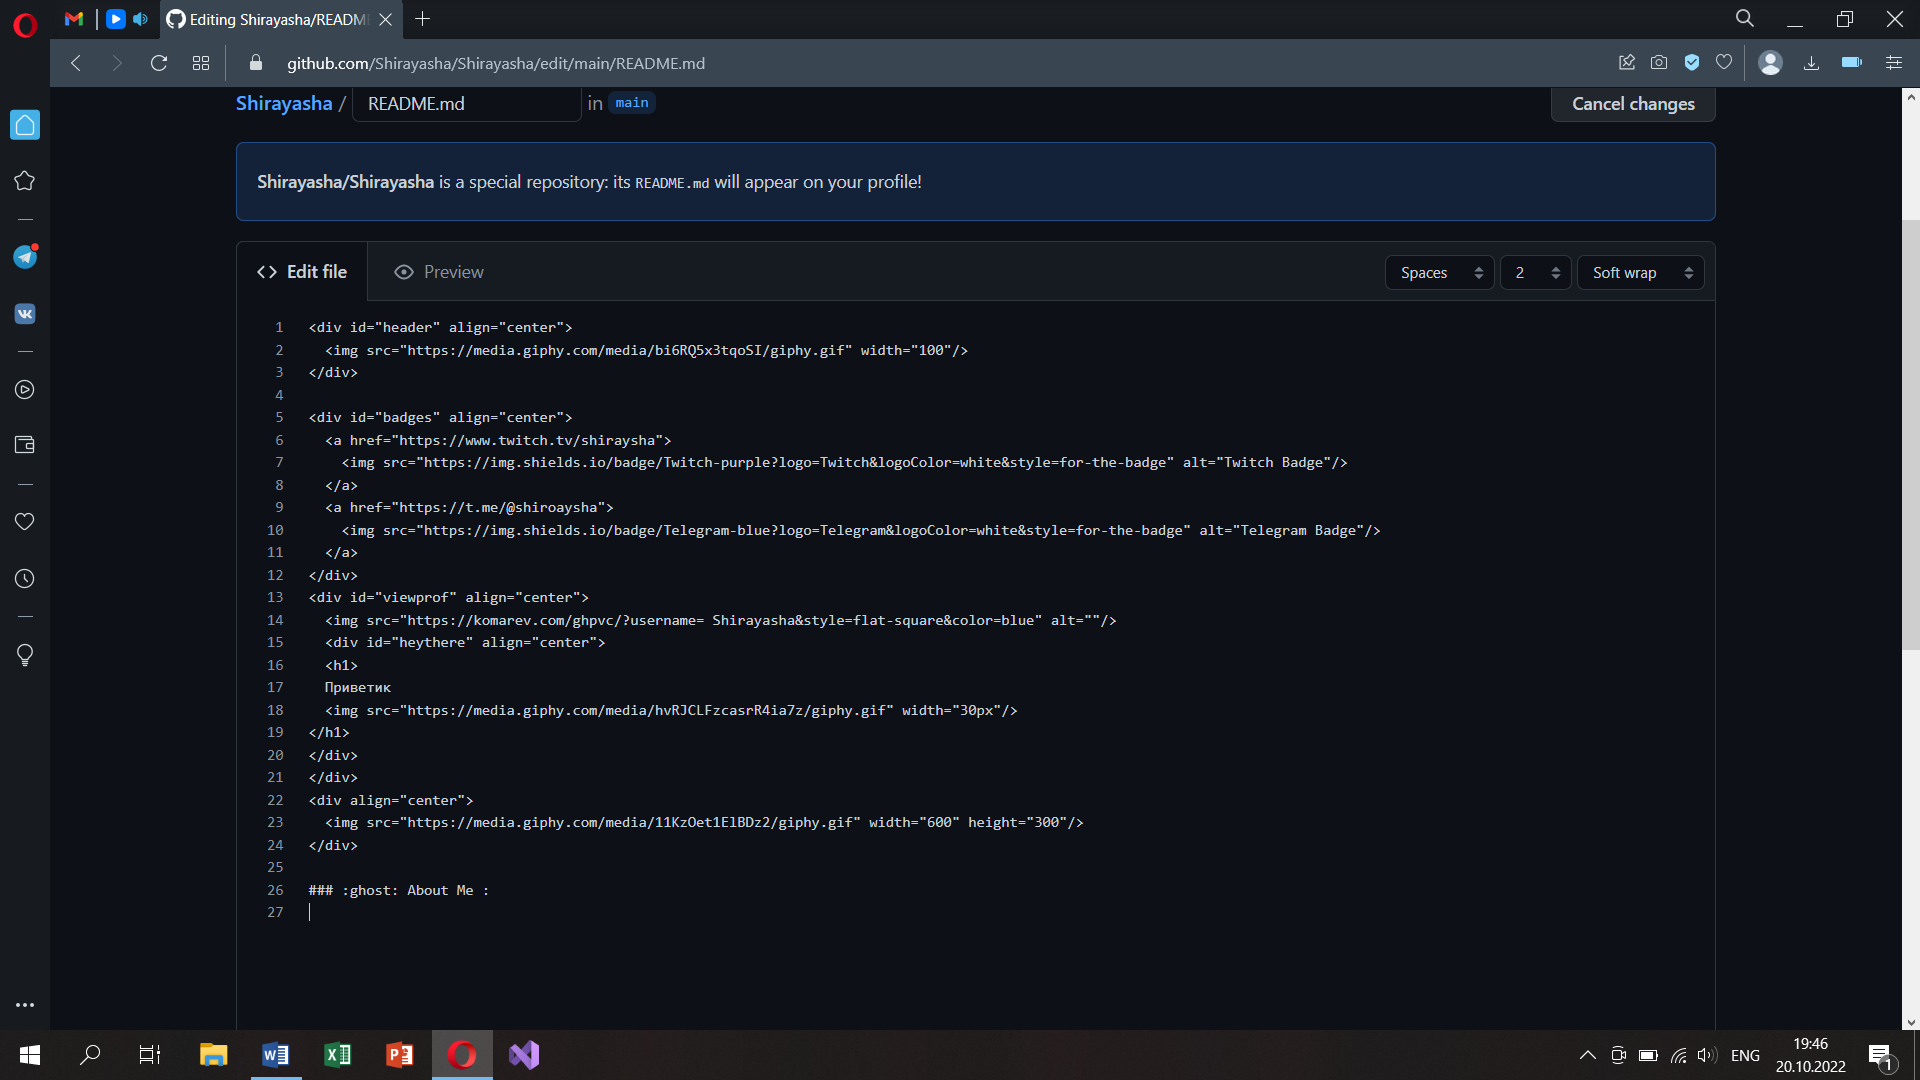 Editing Shirayasha/READM
github.com/Shirayasha/Shirayasha/edit/main/README.md
Shirayasha / README.md in main
Cancel changes
Shirayasha/Shirayasha is a special repository: its README.md will appear on your profile!
Edit file
Preview
Spaces
2
Soft wrap
1 <div id="header" align="center">
2 <img src="https://media.giphy.com/media/bi6RQ5x3tqoSI/giphy.gif" width="100"/>
3 </div>
4
5 <div id="badges" align="center">
6 <a href="https://www.twitch.tv/shiraysha">
7 <img src="https://img.shields.io/badge/Twitch-purple?logo=Twitch&logoColor=white&style=for-the-badge" alt="Twitch Badge"/>
8 </a>
9 <a href="https://t.me/@shiroaysha">
10 <img src="https://img.shields.io/badge/Telegram-blue?logo=Telegram&logoColor=white&style=for-the-badge" alt="Telegram Badge"/>
11 </a>
12 </div>
13 <div id="viewprof" align="center">
14 <img src="https://komarev.com/ghpvc/?username= Shirayasha&style=flat-square&color=blue" alt=""/>
15 <div id="heythere" align="center">
16 <h1>
17 Приветик
18 <img src="https://media.giphy.com/media/hvRJCLFzcasrR4ia7z/giphy.gif" width="30px"/>
19 </h1>
20 </div>
21 </div>
22 <div align="center">
23 <img src="https://media.giphy.com/media/11KzOet1ElBDz2/giphy.gif" width="600" height="300"/>
24 </div>
25
26 ### :ghost: About Me :
27
ENG
19:46
20.10.2022
1